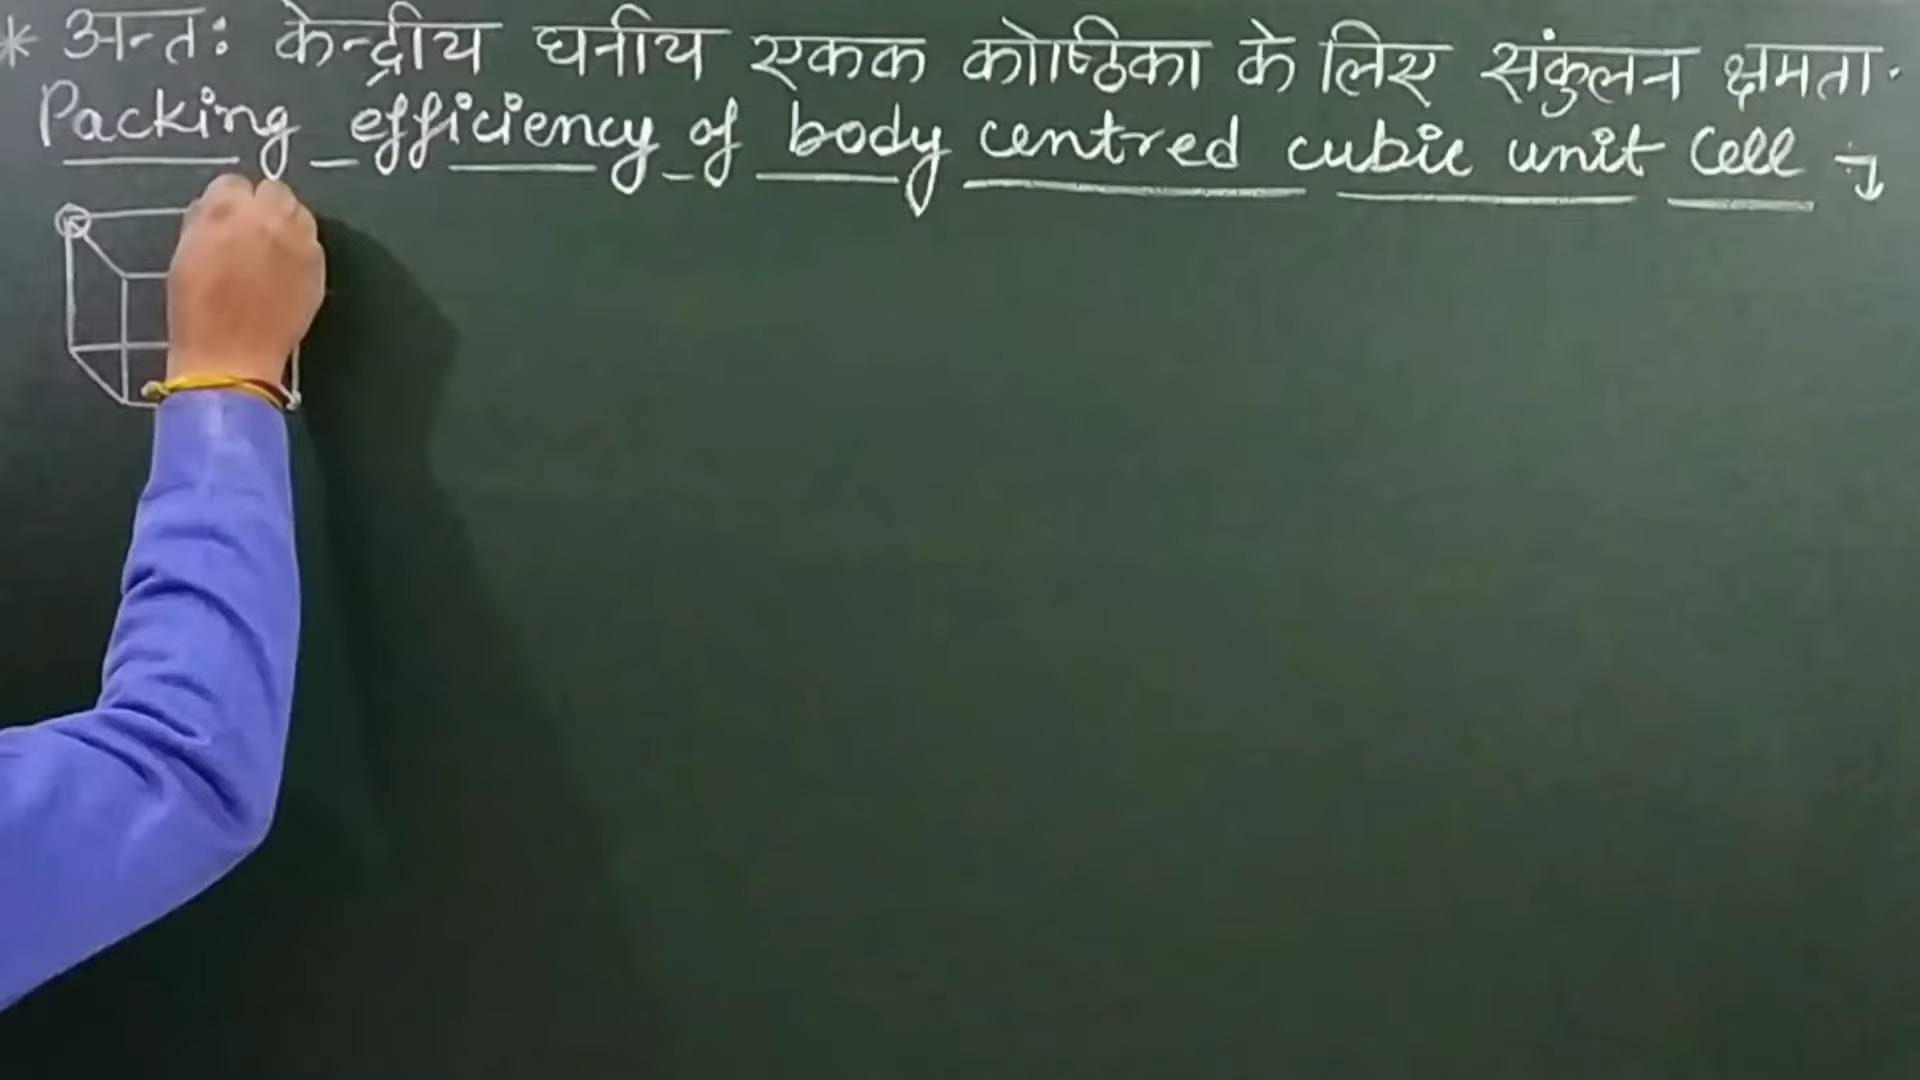 * अन्तः केन्द्रीय घनीय एकक कोष्ठिका के लिए संकुलन क्षमता.
Packing efficiency of body centred cubic unit cell